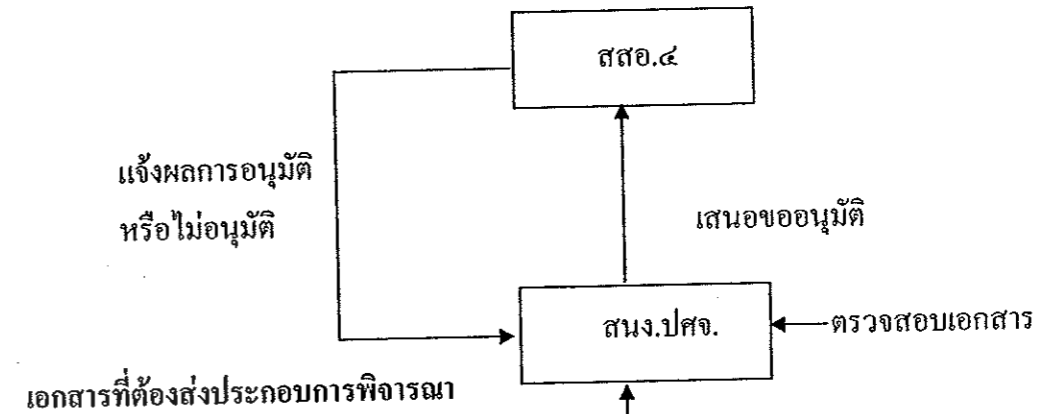 สสอ.๔
แจ้งผลการอนุมัติ
หรือไม่อนุมัติ
เสนอขออนุมัติ
สนง.ปศจ.
ตรวจสอบเอกสาร
เอกสารที่ต้องส่งประกอบการพิจารณา